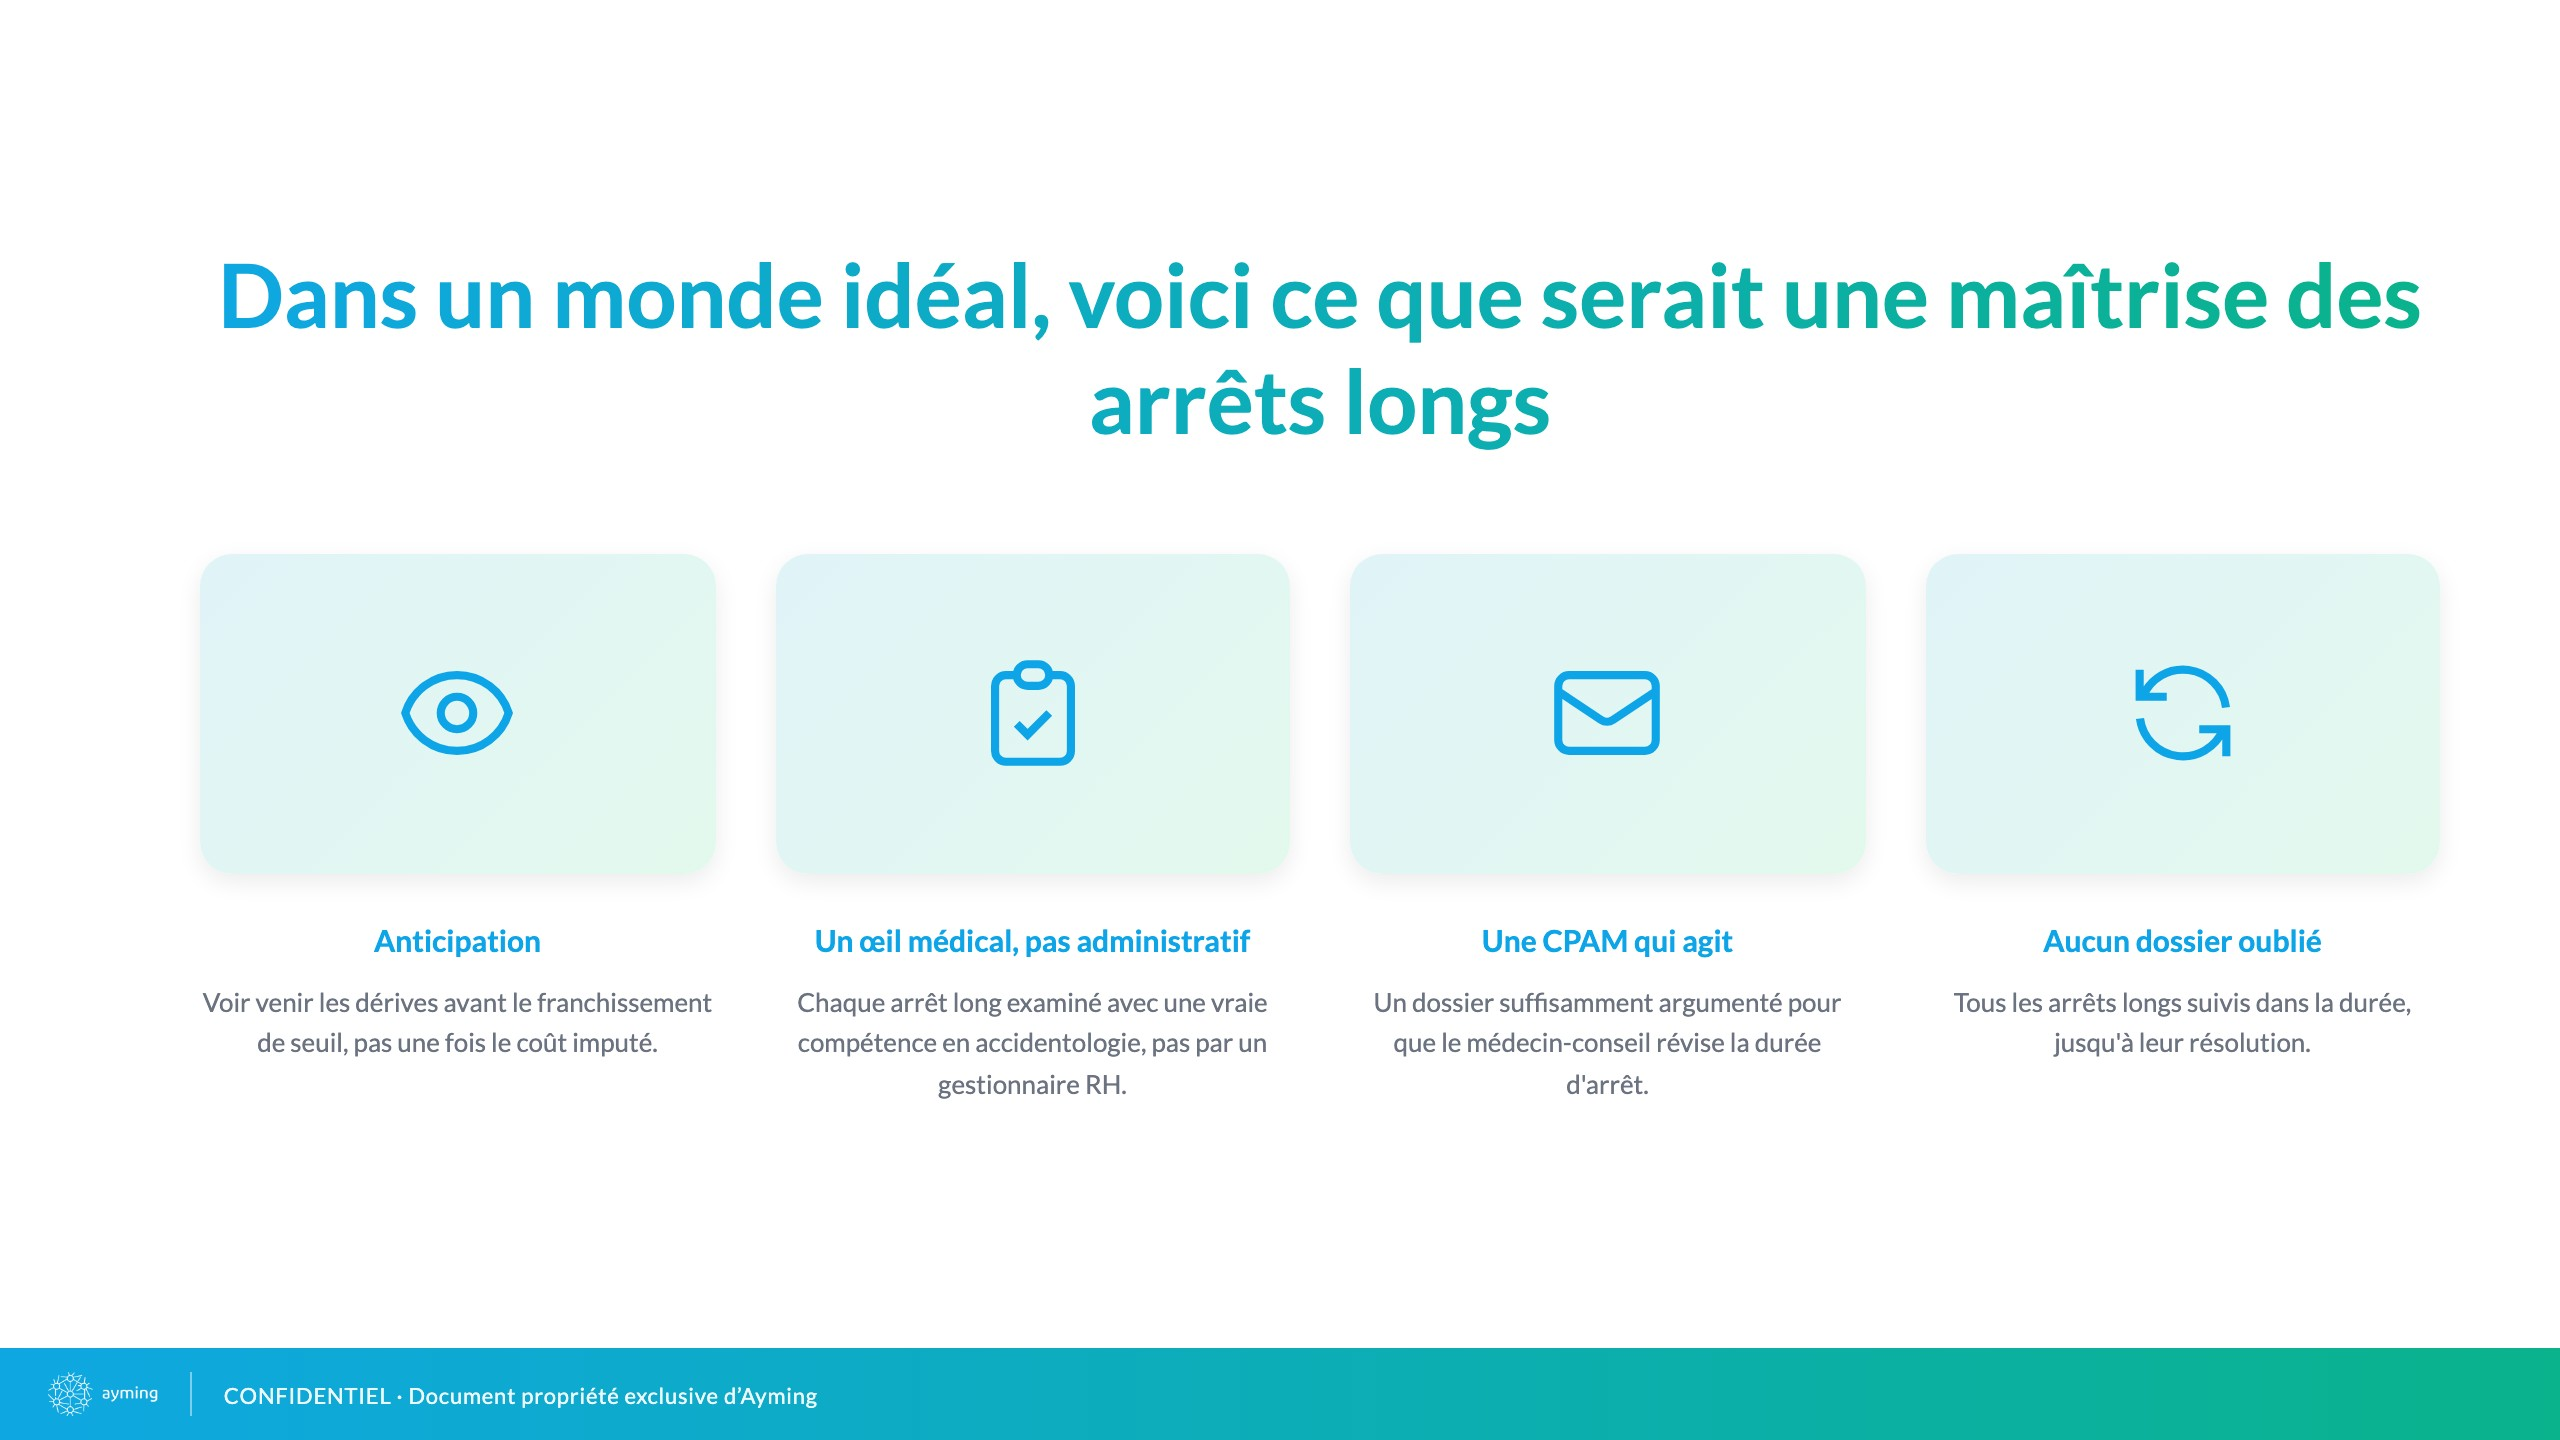 Dans un monde idéal, voici ce que serait une maîtrise des
arrêts longs
Anticipation
Voir venir les dérives avant le franchissement
de seuil, pas une fois le coût imputé.
Un œil médical, pas administratif
Chaque arrêt long examiné avec une vraie
compétence en accidentologie, pas par un
gestionnaire RH.
Une CPAM qui agit
Un dossier suffisamment argumenté pour
que le médecin-conseil révise la durée
d'arrêt.
Aucun dossier oublié
Tous les arrêts longs suivis dans la durée,
jusqu'à leur résolution.
ayming
CONFIDENTIEL · Document propriété exclusive d’Ayming